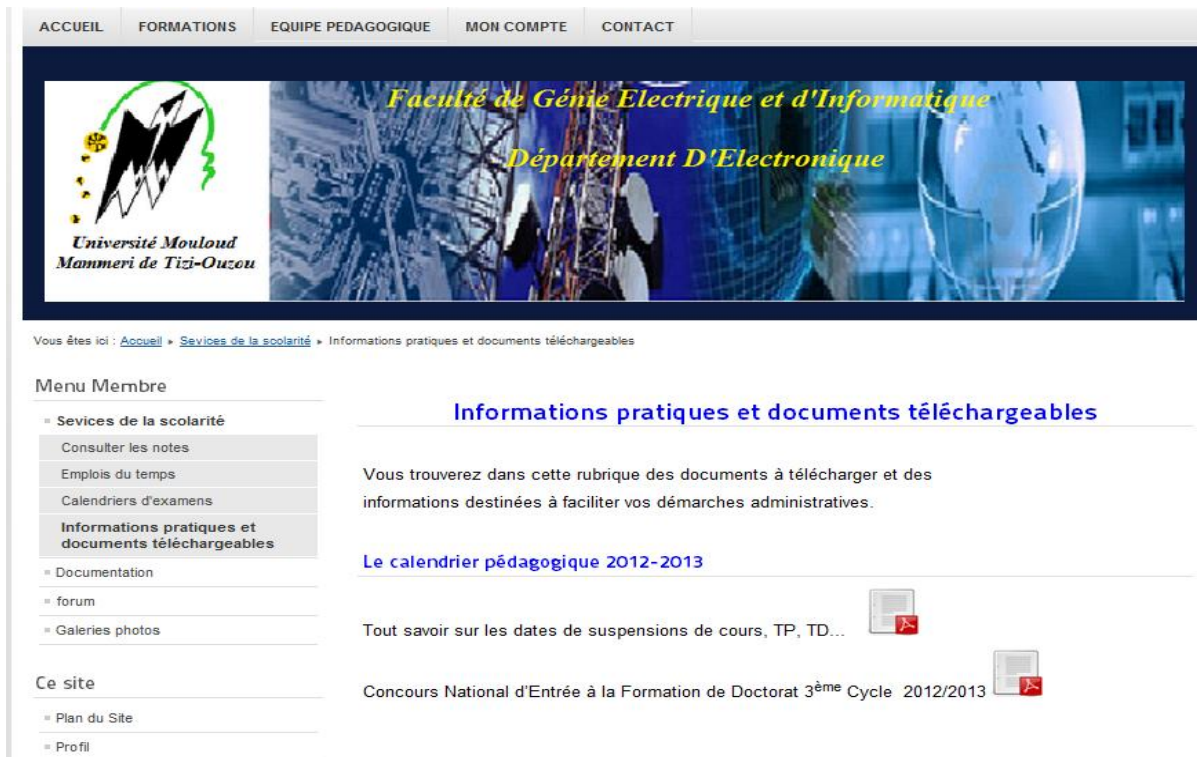 ACCUEIL FORMATIONS EQUIPE PEDAGOGIQUE MON COMPTE CONTACT
Faculté de Génie Electrique et d'Informatique
Département D'Electronique
Université Mouloud
Mammeri de Tizi-Ouzou
Vous êtes ici : Accueil ▸ Sevices de la scolarité ▸ Informations pratiques et documents téléchargeables
Menu Membre
Sevices de la scolarité
Consulter les notes
Emplois du temps
Calendriers d'examens
Informations pratiques et
documents téléchargeables
Documentation
forum
Galeries photos
Ce site
Plan du Site
Profil
Informations pratiques et documents téléchargeables
Vous trouverez dans cette rubrique des documents à télécharger et des
informations destinées à faciliter vos démarches administratives.
Le calendrier pédagogique 2012-2013
Tout savoir sur les dates de suspensions de cours, TP, TD...
Concours National d'Entrée à la Formation de Doctorat 3ème Cycle 2012/2013